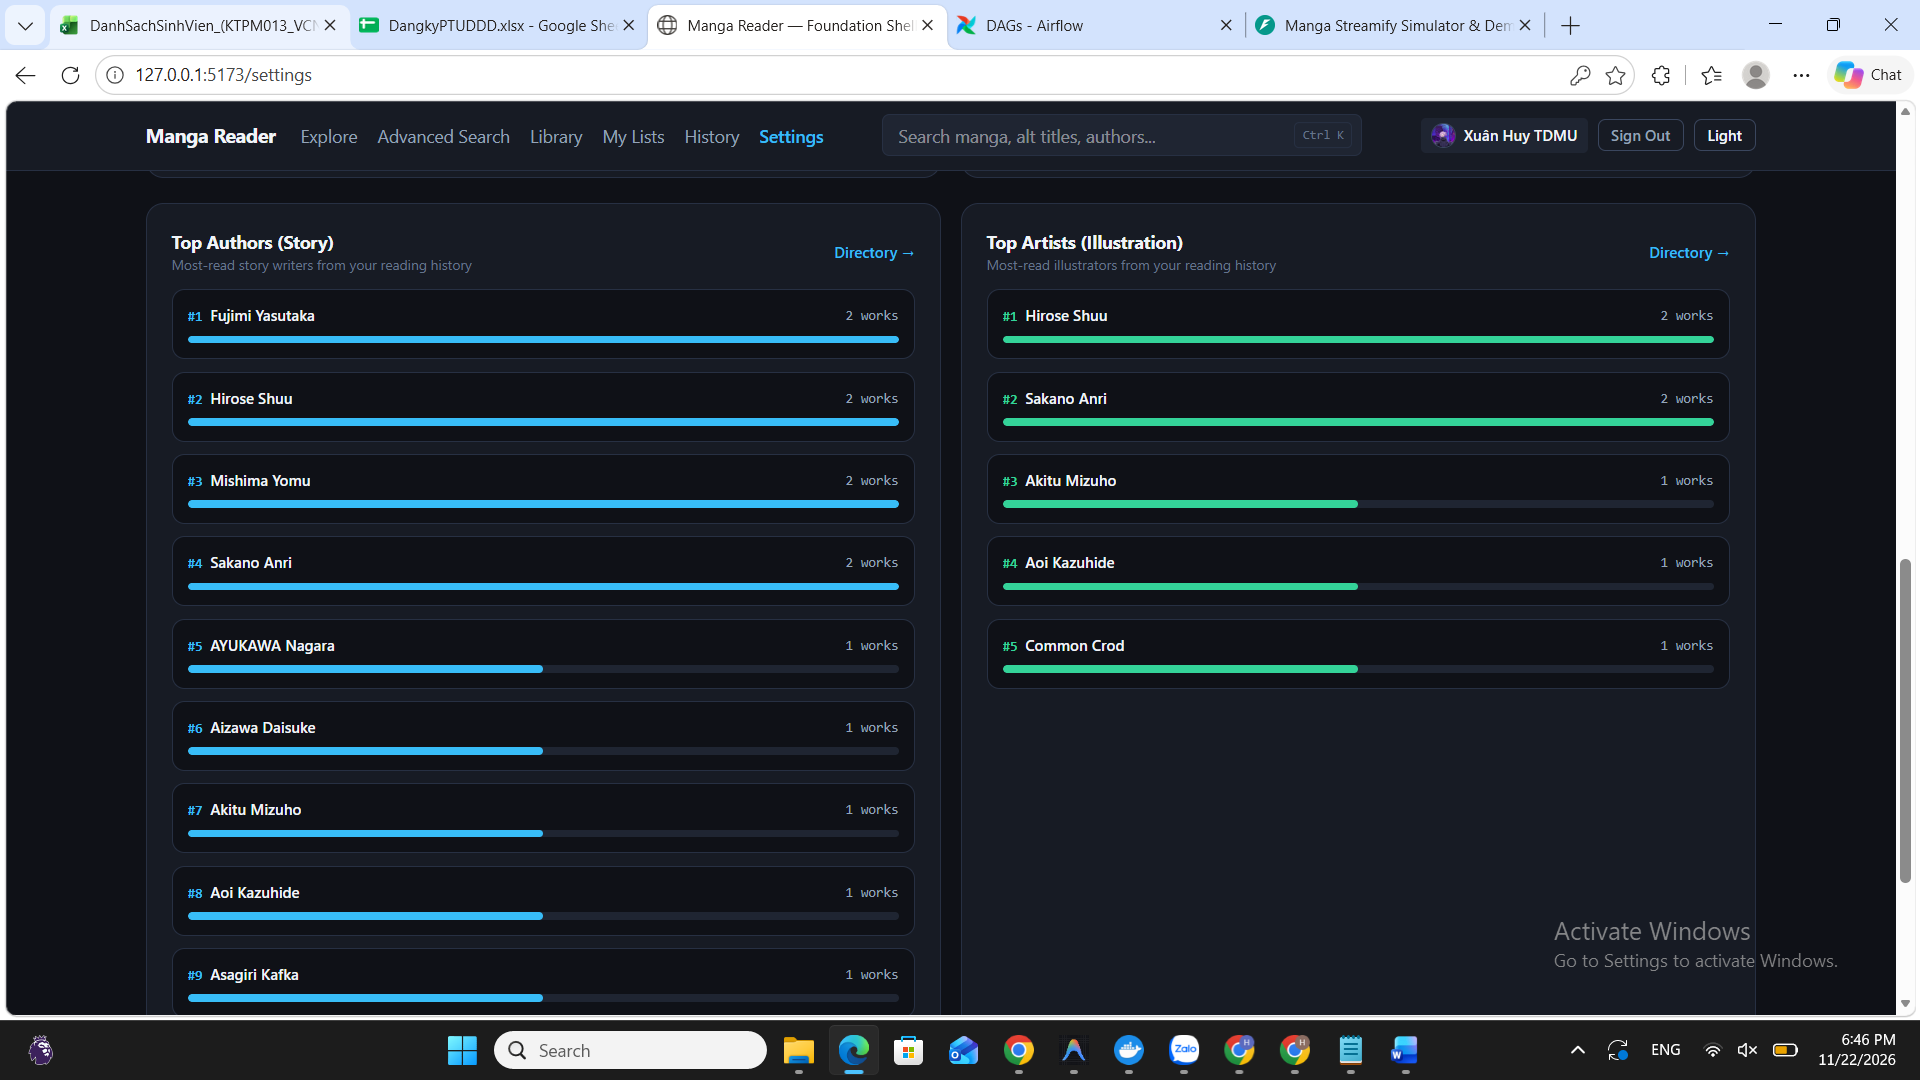 DanhSachSinhVien_(KTPM013_VCN
DangkyPTUDDD.xlsx - Google She
Manga Reader — Foundation Shel
DAGs - Airflow
Manga Streamify Simulator & Dem
127.0.0.1:5173/settings
Chat
Manga Reader
Explore
Advanced Search
Library
My Lists
History
Settings
Search manga, alt titles, authors...
Ctrl K
Xuân Huy TDMU
Sign Out
Light
Top Authors (Story)
Most-read story writers from your reading history
Directory →
#1 Fujimi Yasutaka 2 works
#2 Hirose Shuu 2 works
#3 Mishima Yomu 2 works
#4 Sakano Anri 2 works
#5 AYUKAWA Nagara 1 works
#6 Aizawa Daisuke 1 works
#7 Akitu Mizuho 1 works
#8 Aoi Kazuhide 1 works
#9 Asagiri Kafka 1 works
Top Artists (Illustration)
Most-read illustrators from your reading history
Directory →
#1 Hirose Shuu 2 works
#2 Sakano Anri 2 works
#3 Akitu Mizuho 1 works
#4 Aoi Kazuhide 1 works
#5 Common Crod 1 works
Activate Windows
Go to Settings to activate Windows.
Search
Zalo
H
H
W
ENG
6:46 PM
11/22/2026